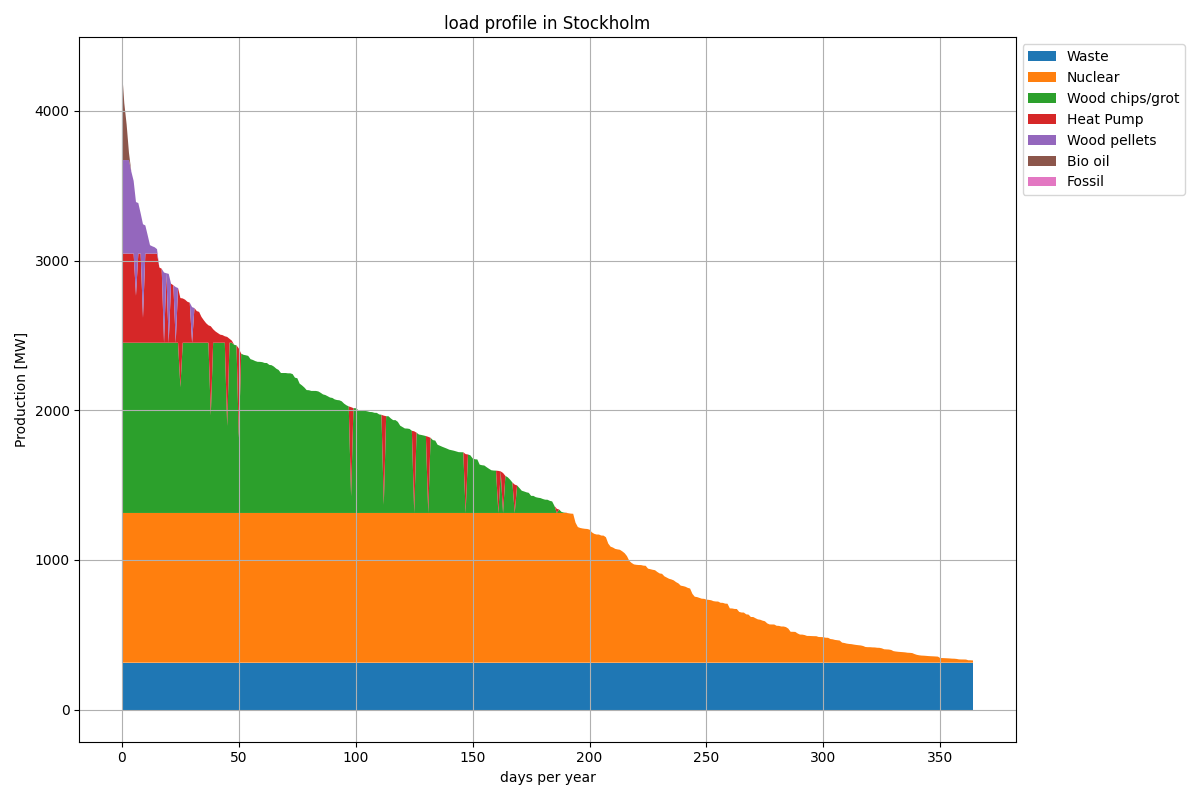 load profile in Stockholm
Production [MW]
4000
3000
2000
1000
0
0 50 100 150 200 250 300 350
days per year
Waste
Nuclear
Wood chips/grot
Heat Pump
Wood pellets
Bio oil
Fossil